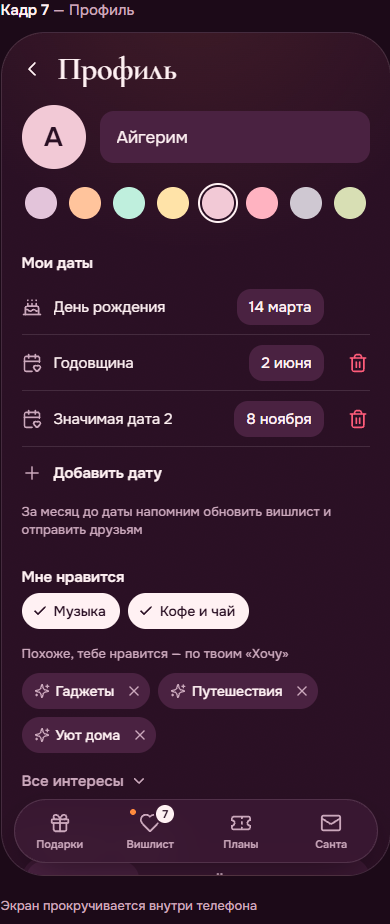 Кадр 7 — Профиль
Профиль
А
Айгерим
Мои даты
День рождения
14 марта
Годовщина
2 июня
Значимая дата 2
8 ноября
Добавить дату
За месяц до даты напомним обновить вишлист и
отправить друзьям
Мне нравится
Музыка
Кофе и чай
Похоже, тебе нравится — по твоим «Хочу»
Гаджеты
Путешествия
Уют дома
Все интересы
7
Подарки
Вишлист
Планы
Санта
Экран прокручивается внутри телефона